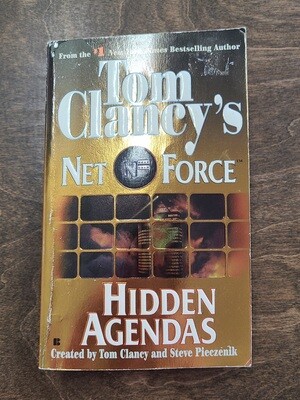 From the #1 New York Times Bestselling Author
Tom
Clancy's
NET FORCE™
HIDDEN
AGENDAS
B
Created by Tom Clancy and Steve Pieczenik